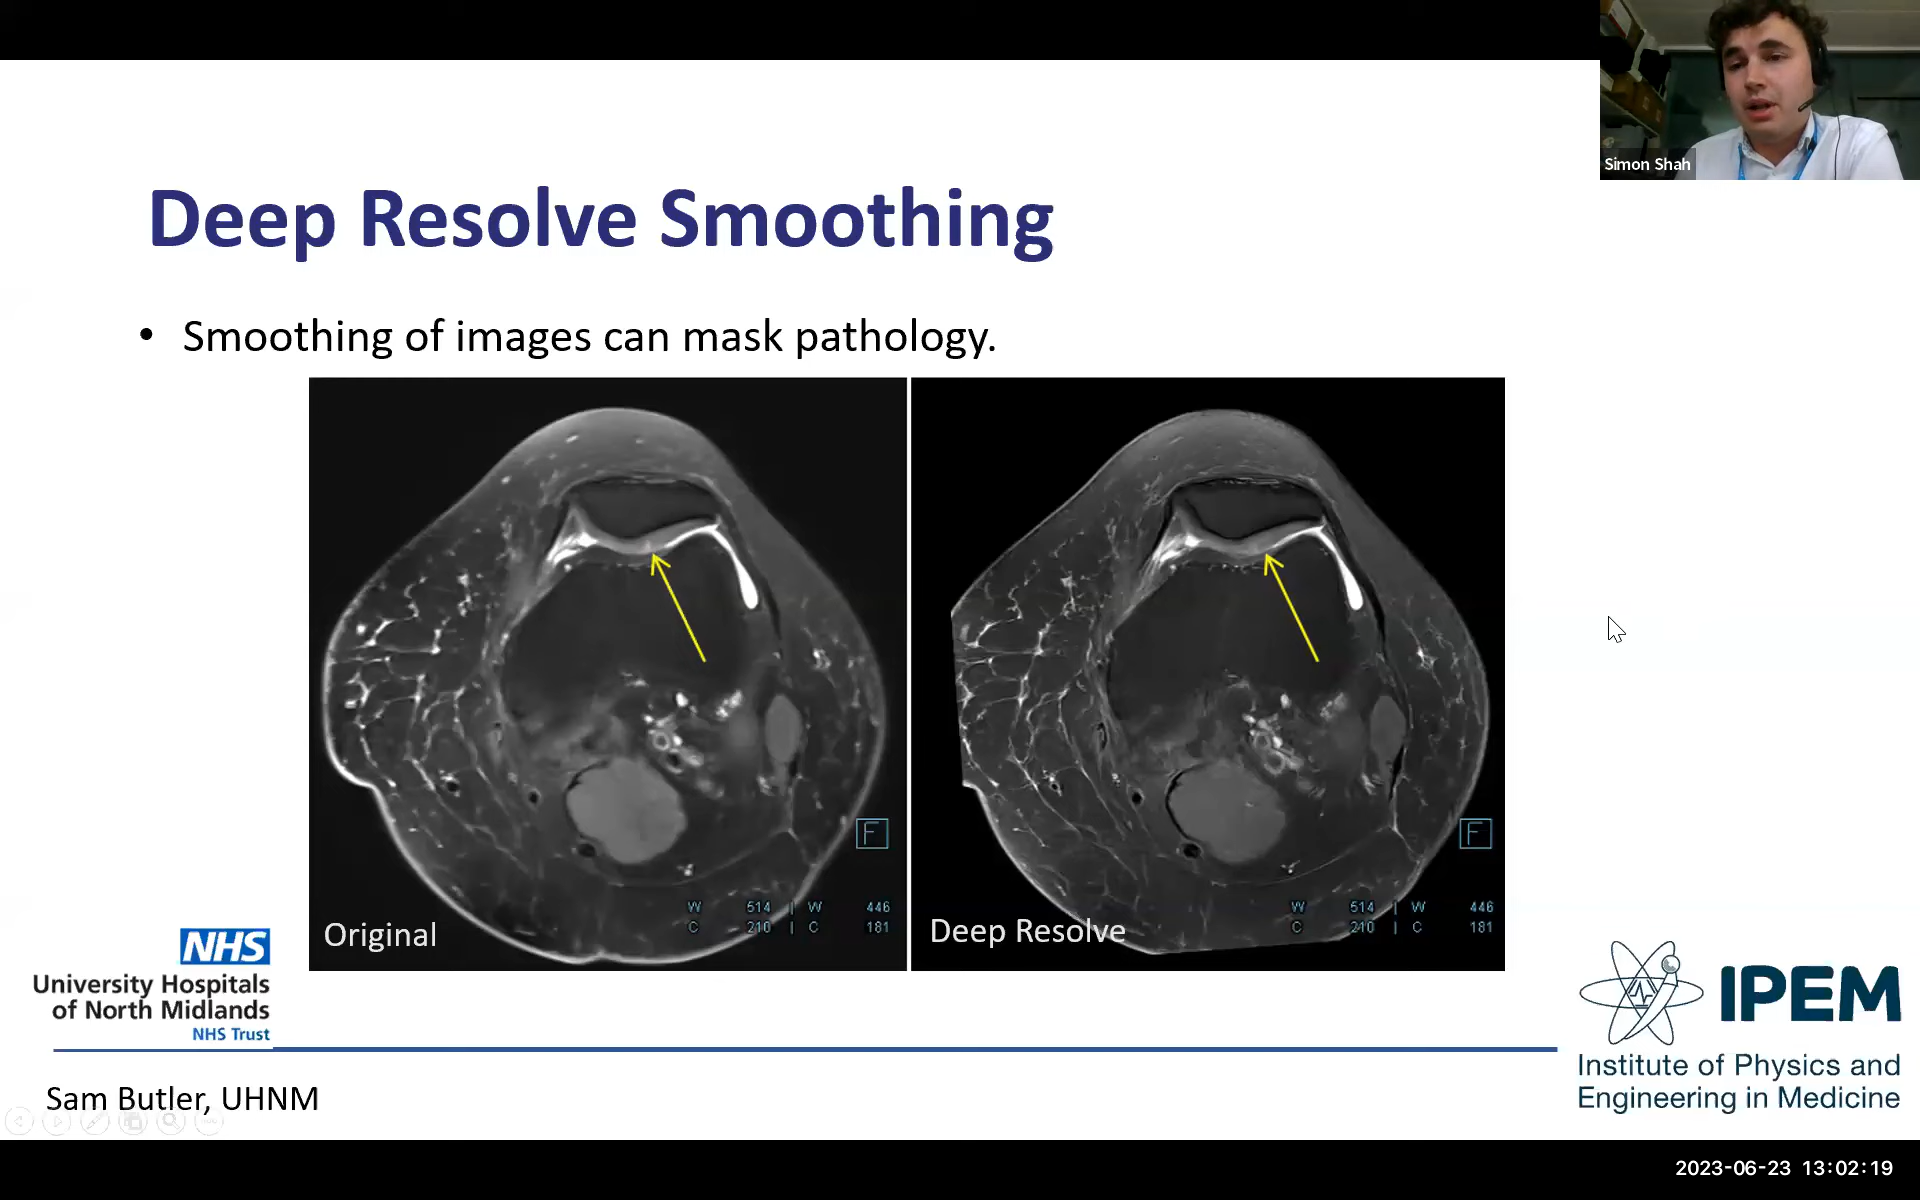 Simon Shah
Deep Resolve Smoothing
• Smoothing of images can mask pathology.
F
W 514 | W 446
C 210 | C 181
Original
F
W 514 | W 446
C 210 | C 181
Deep Resolve
NHS
University Hospitals
of North Midlands
NHS Trust
IPEM
Institute of Physics and
Engineering in Medicine
Sam Butler, UHNM
2023-06-23 13:02:19